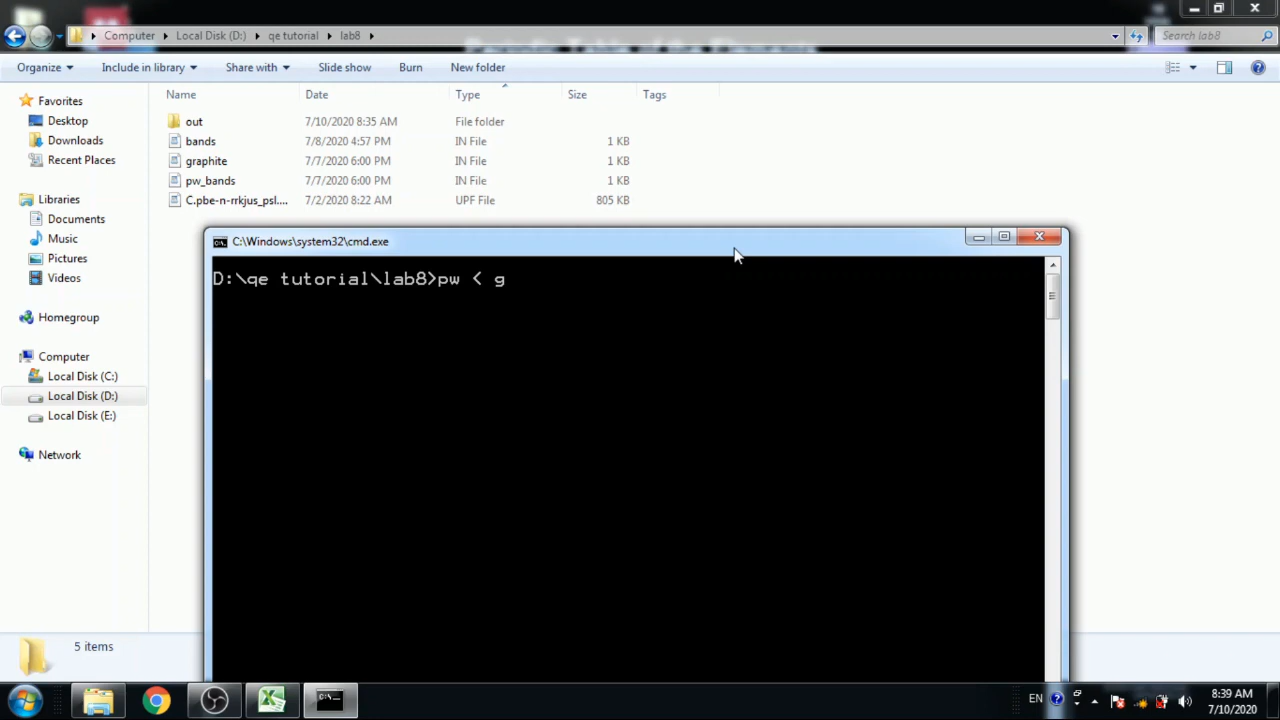 Periodic Table of the Elements
Computer Local Disk (D:) qe tutorial lab8
Search lab8
Organize Include in library Share with Slide show Burn New folder
Name Date Type Size Tags
out 7/10/2020 8:35 AM File folder
bands 7/8/2020 4:57 PM IN File 1 KB
graphite 7/7/2020 6:00 PM IN File 1 KB
pw_bands 7/7/2020 6:00 PM IN File 1 KB
C.pbe-n-rrkjus_psl.... 7/2/2020 8:22 AM UPF File 805 KB
Favorites
Desktop
Downloads
Recent Places
Libraries
Documents
Music
Pictures
Videos
Homegroup
Computer
Local Disk (C:)
Local Disk (D:)
Local Disk (E:)
Network
C:\Windows\system32\cmd.exe
D:\qe tutorial\lab8>pw < g
5 items
C:\_
EN
8:39 AM
7/10/2020